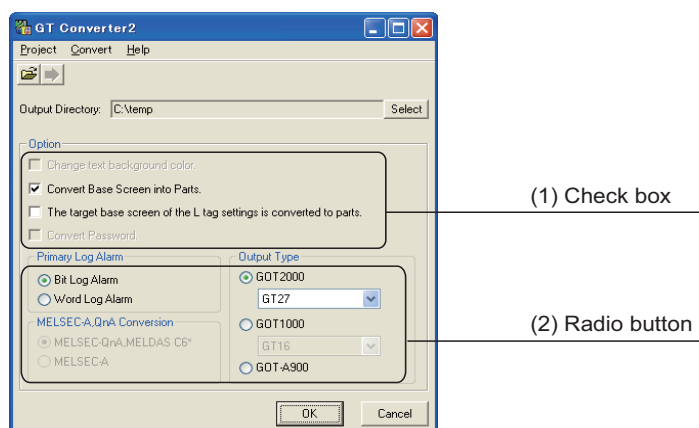 GT Converter2
Project Convert Help
Output Directory: C:\temp Select
Option
Change text background color.
Convert Base Screen into Parts.
The target base screen of the L tag settings is converted to parts.
Convert Password.
(1) Check box
Primary Log Alarm
Bit Log Alarm
Word Log Alarm
MELSEC-A,QnA Conversion
MELSEC-QnA,MELDAS C6*
MELSEC-A
Output Type
GOT2000
GT27
GOT1000
GT16
GOT-A900
(2) Radio button
OK Cancel